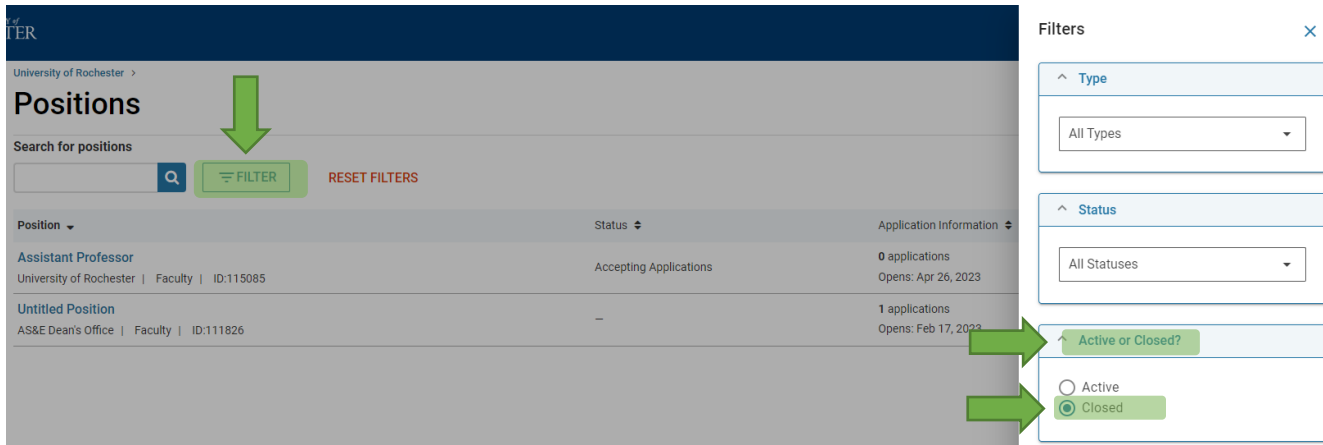 University of Rochester >
Positions
Search for positions
FILTER
RESET FILTERS
Position
Status
Application Information
Assistant Professor
University of Rochester | Faculty | ID:115085
Accepting Applications
0 applications
Opens: Apr 26, 2023
Untitled Position
AS&E Dean's Office | Faculty | ID:111826
–
1 applications
Opens: Feb 17, 2023
Filters
Type
All Types
Status
All Statuses
Active or Closed?
Active
Closed